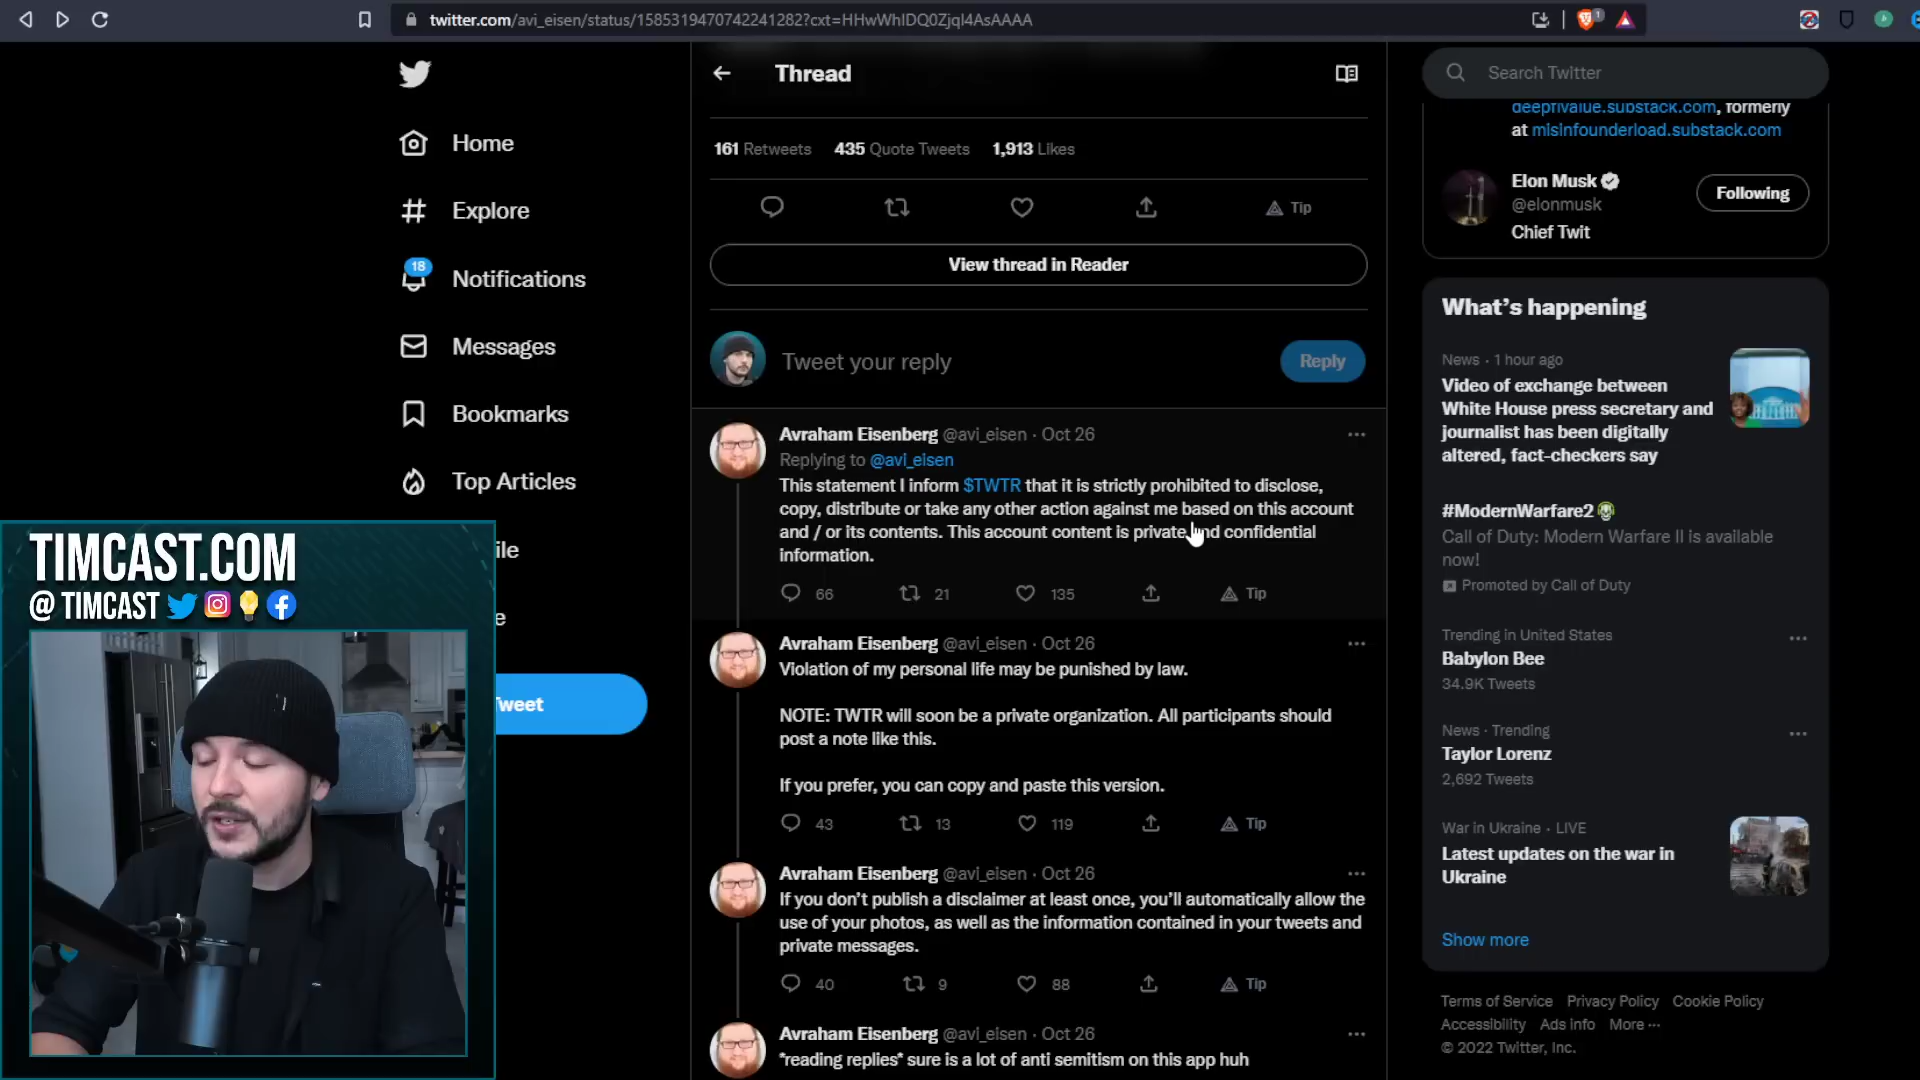 twitter.com/avi_eisen/status/1585319470742241282?cxt=HHwWhIDQ0Zjql4AsAAAA
1
Home
Explore
18
Notifications
Messages
Bookmarks
Top Articles
ile
e
Tweet
TIMCAST.COM
@TIMCAST
Thread
161 Retweets 435 Quote Tweets 1,913 Likes
Tip
View thread in Reader
Tweet your reply
Reply
Avraham Eisenberg @avi_eisen · Oct 26
Replying to @avi_eisen
This statement I inform $TWTR that it is strictly prohibited to disclose,
copy, distribute or take any other action against me based on this account
and / or its contents. This account content is private and confidential
information.
66 21 135 Tip
Avraham Eisenberg @avi_eisen · Oct 26
Violation of my personal life may be punished by law.
NOTE: TWTR will soon be a private organization. All participants should
post a note like this.
If you prefer, you can copy and paste this version.
43 13 119 Tip
Avraham Eisenberg @avi_eisen · Oct 26
If you don't publish a disclaimer at least once, you'll automatically allow the
use of your photos, as well as the information contained in your tweets and
private messages.
40 9 88 Tip
Avraham Eisenberg @avi_eisen · Oct 26
*reading replies* sure is a lot of anti semitism on this app huh
Search Twitter
deepfivalue.substack.com, formerly
at misinfounderload.substack.com
Elon Musk
@elonmusk
Following
Chief Twit
What's happening
News · 1 hour ago
Video of exchange between
White House press secretary and
journalist has been digitally
altered, fact-checkers say
#ModernWarfare2
Call of Duty: Modern Warfare II is available
now!
Promoted by Call of Duty
Trending in United States
Babylon Bee
34.9K Tweets
News · Trending
Taylor Lorenz
2,692 Tweets
War in Ukraine · LIVE
Latest updates on the war in
Ukraine
Show more
Terms of Service Privacy Policy Cookie Policy
Accessibility Ads info More ···
© 2022 Twitter, Inc.